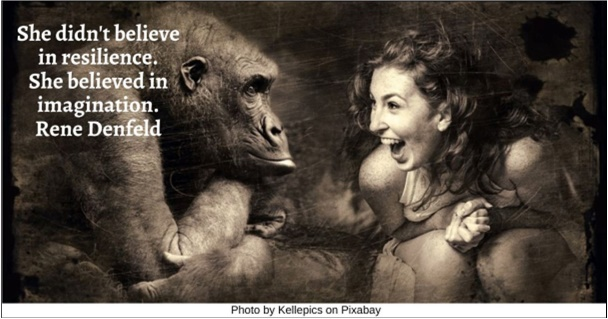 She didn't believe
in resilience.
She believed in
imagination.
Rene Denfeld
Photo by Kellepics on Pixabay